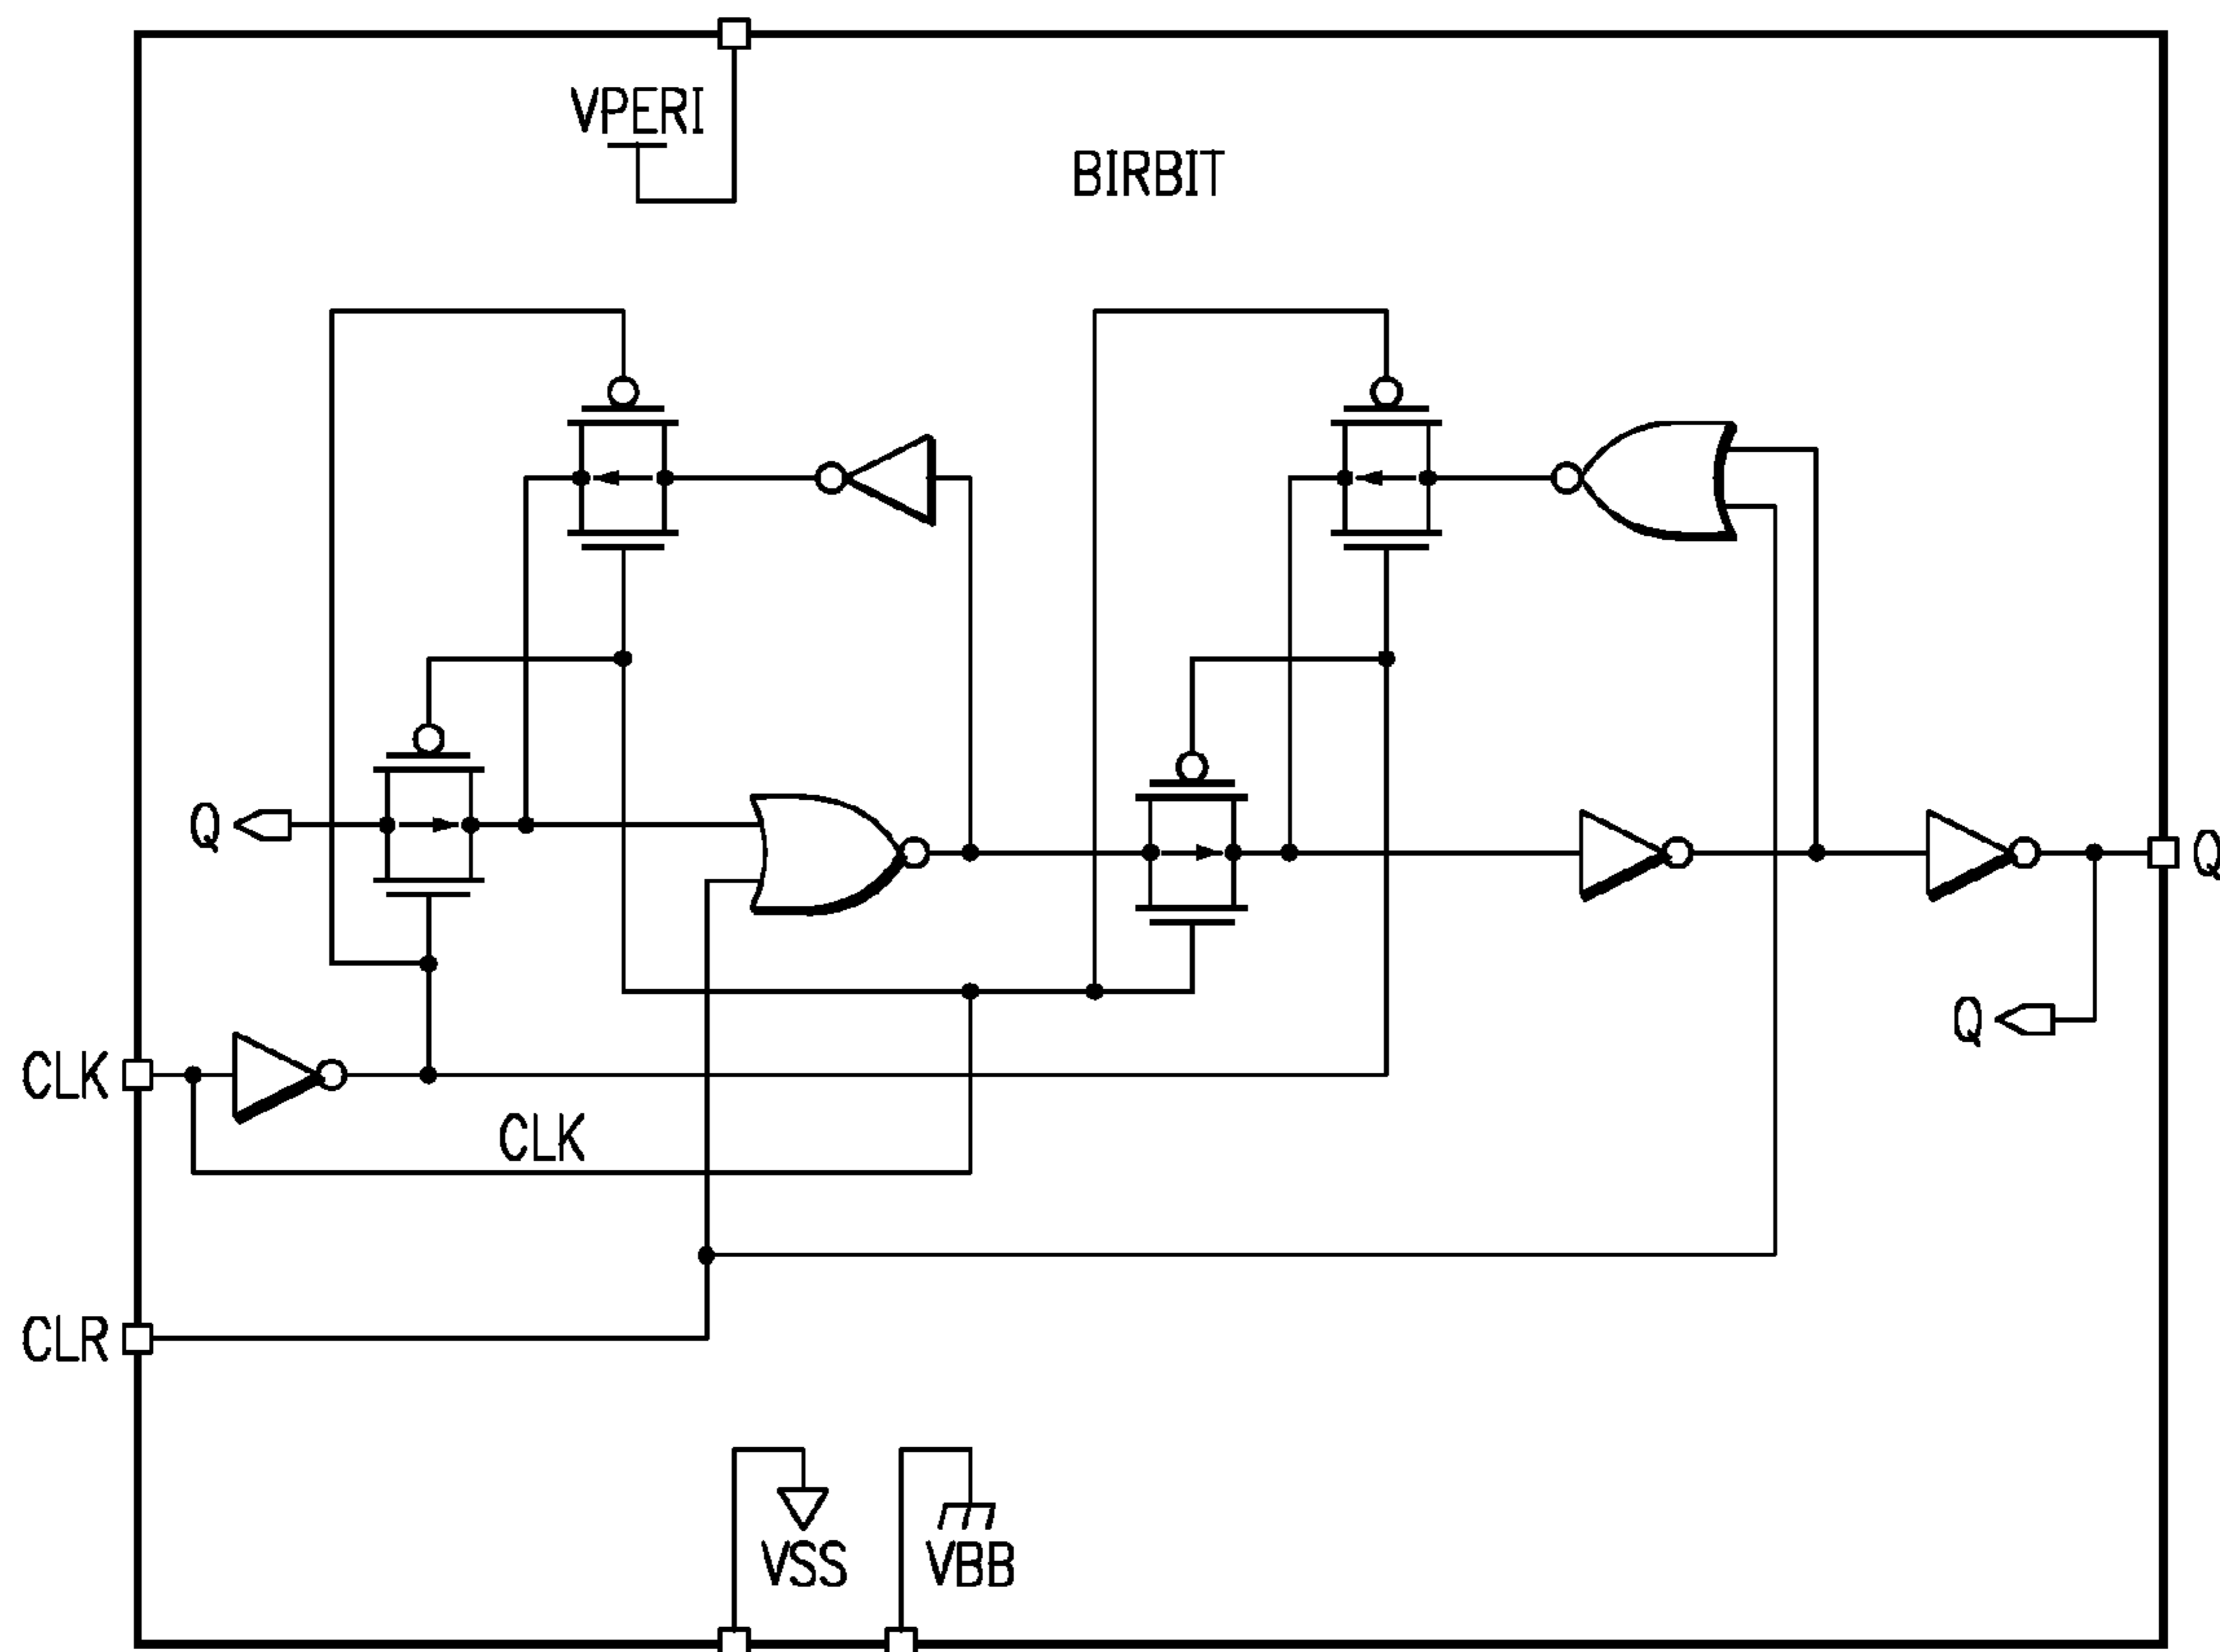 VPERI
BIRBIT
Q
Q
Q
CLK
CLK
CLR
VSS
VBB